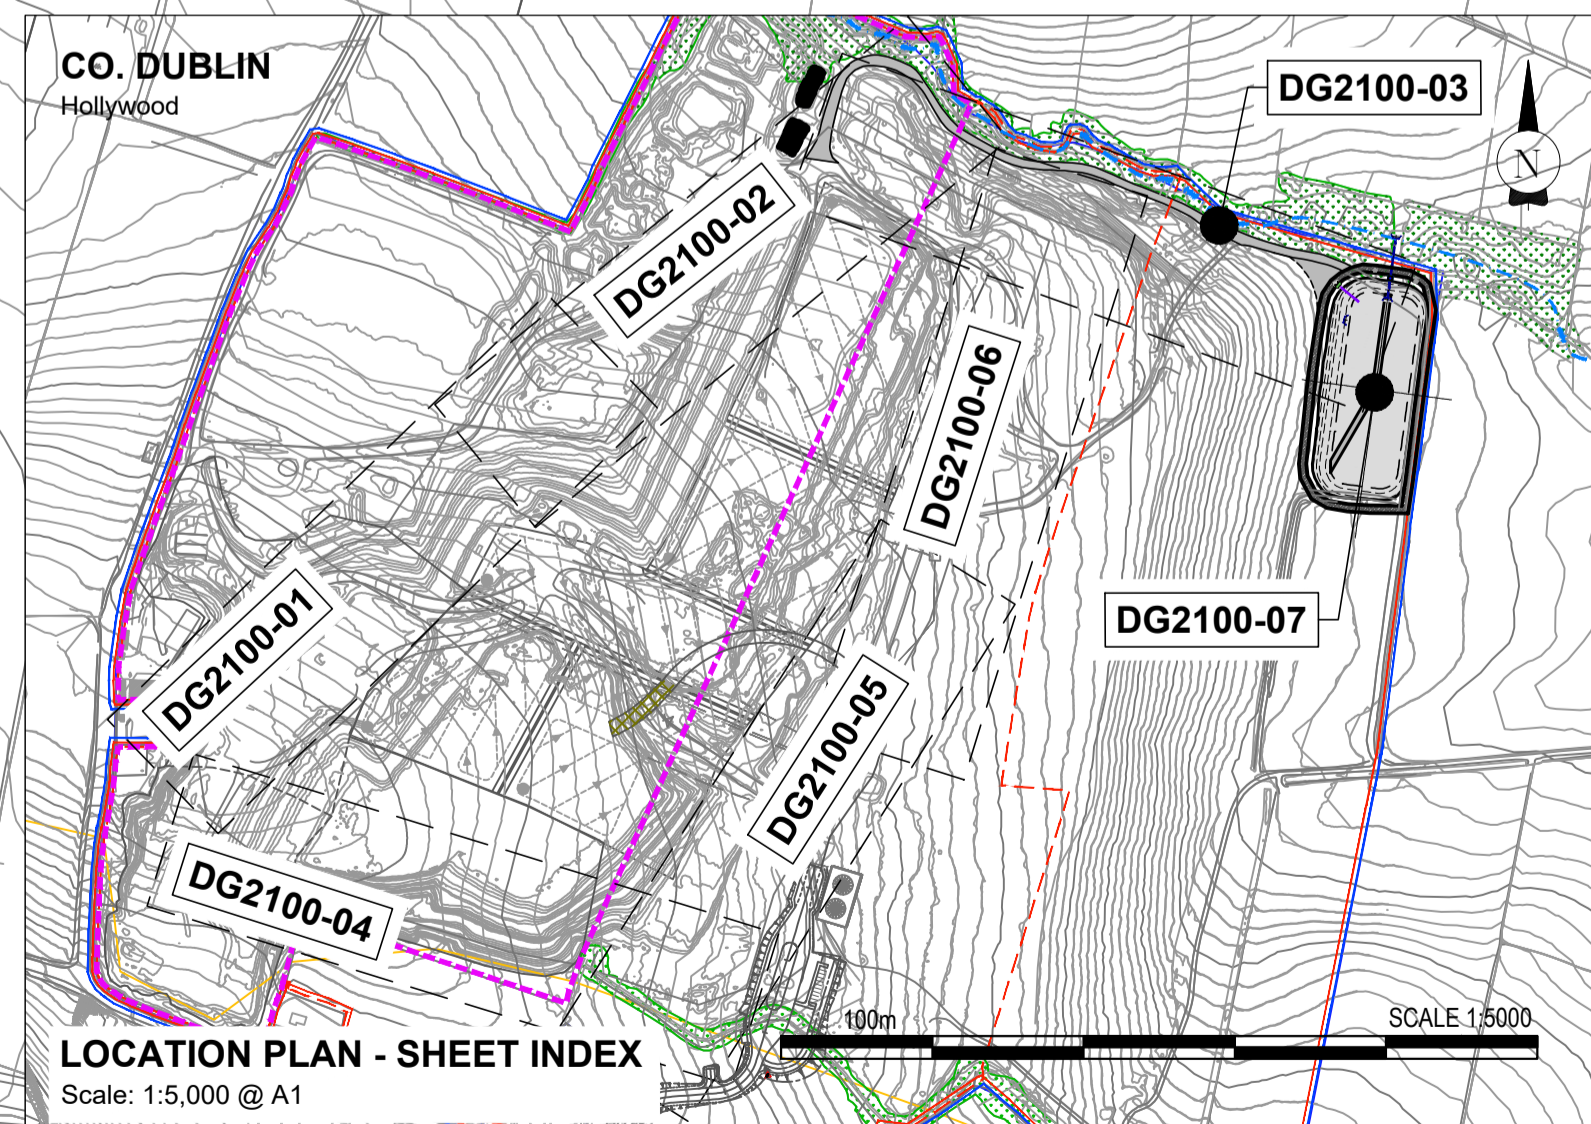 CO. DUBLIN
Hollywood
DG2100-03
N
DG2100-02
DG2100-06
DG2100-01
DG2100-07
DG2100-05
DG2100-04
100m
SCALE 1:5000
LOCATION PLAN - SHEET INDEX
Scale: 1:5,000 @ A1